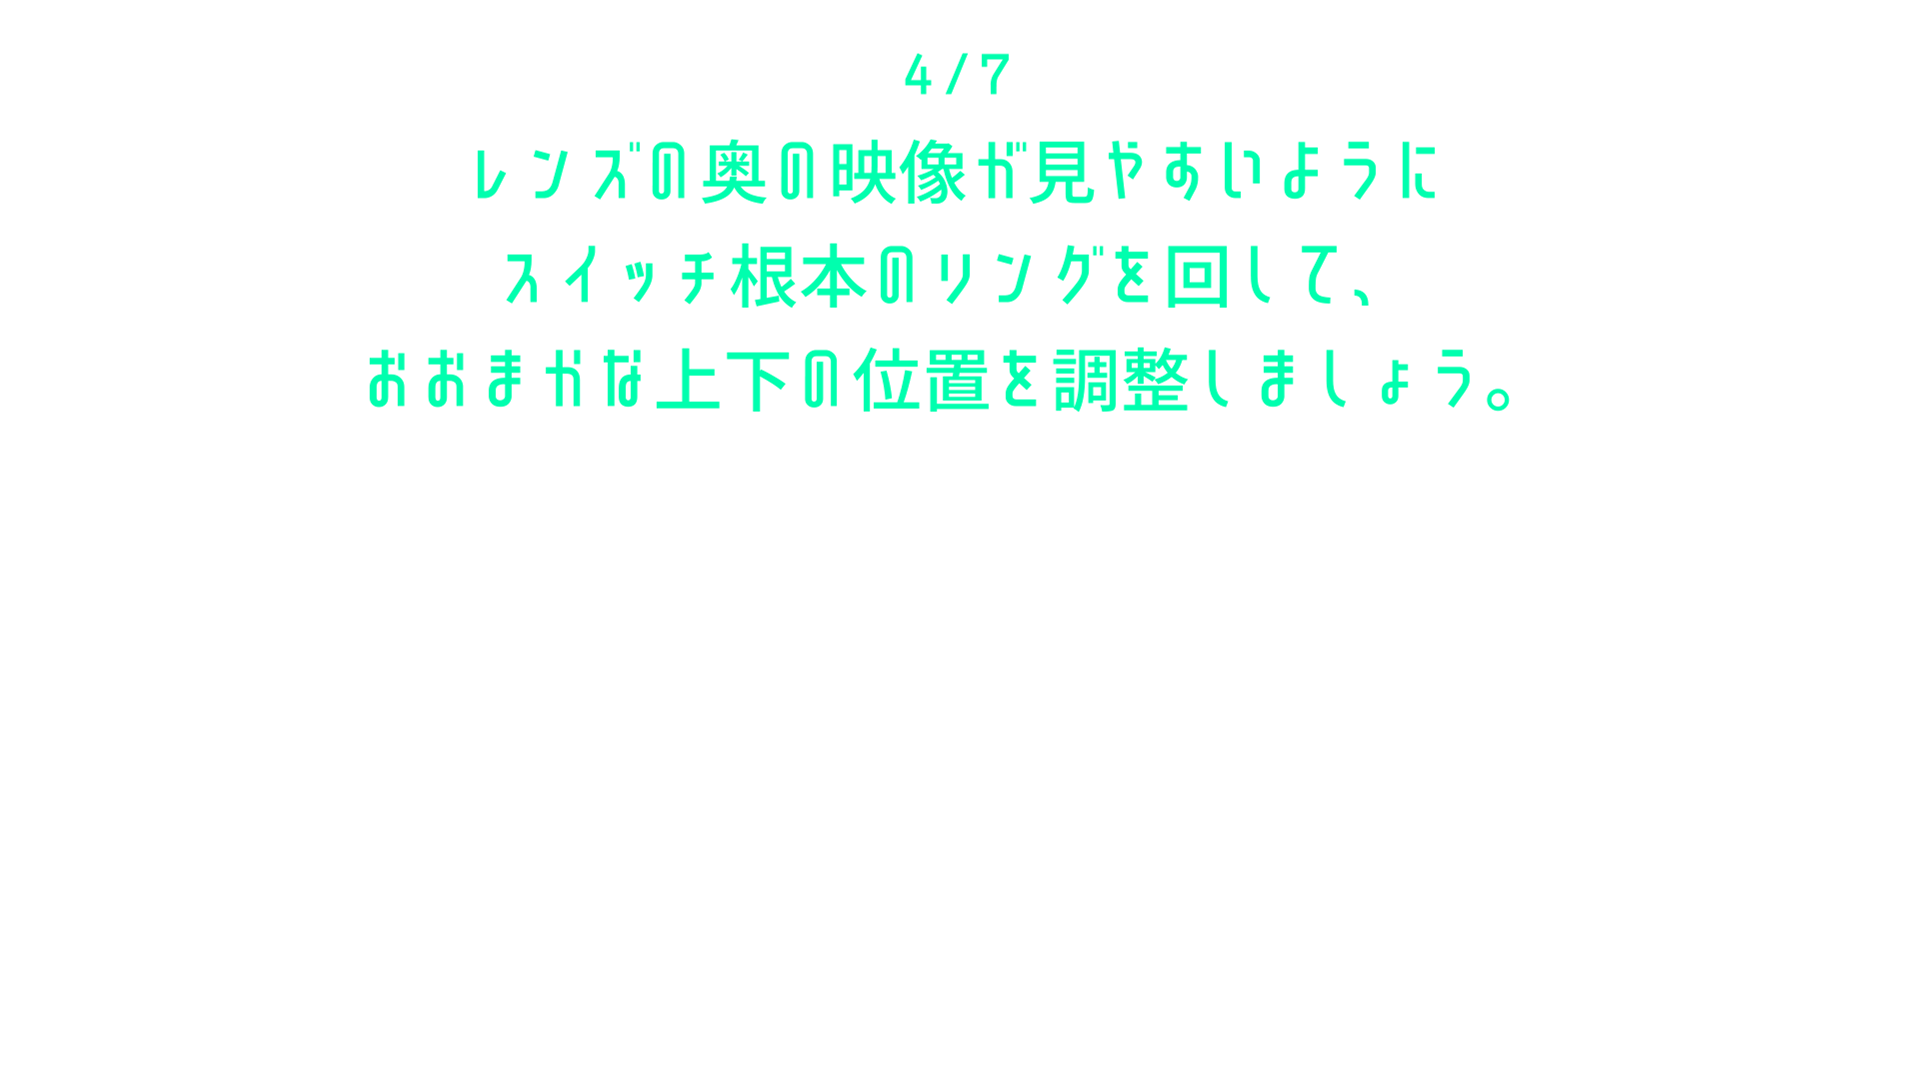 4/7
レンズの奥の映像が見やすいように
スイッチ根本のリングを回して、
おおまかな上下の位置を調整しましょう。